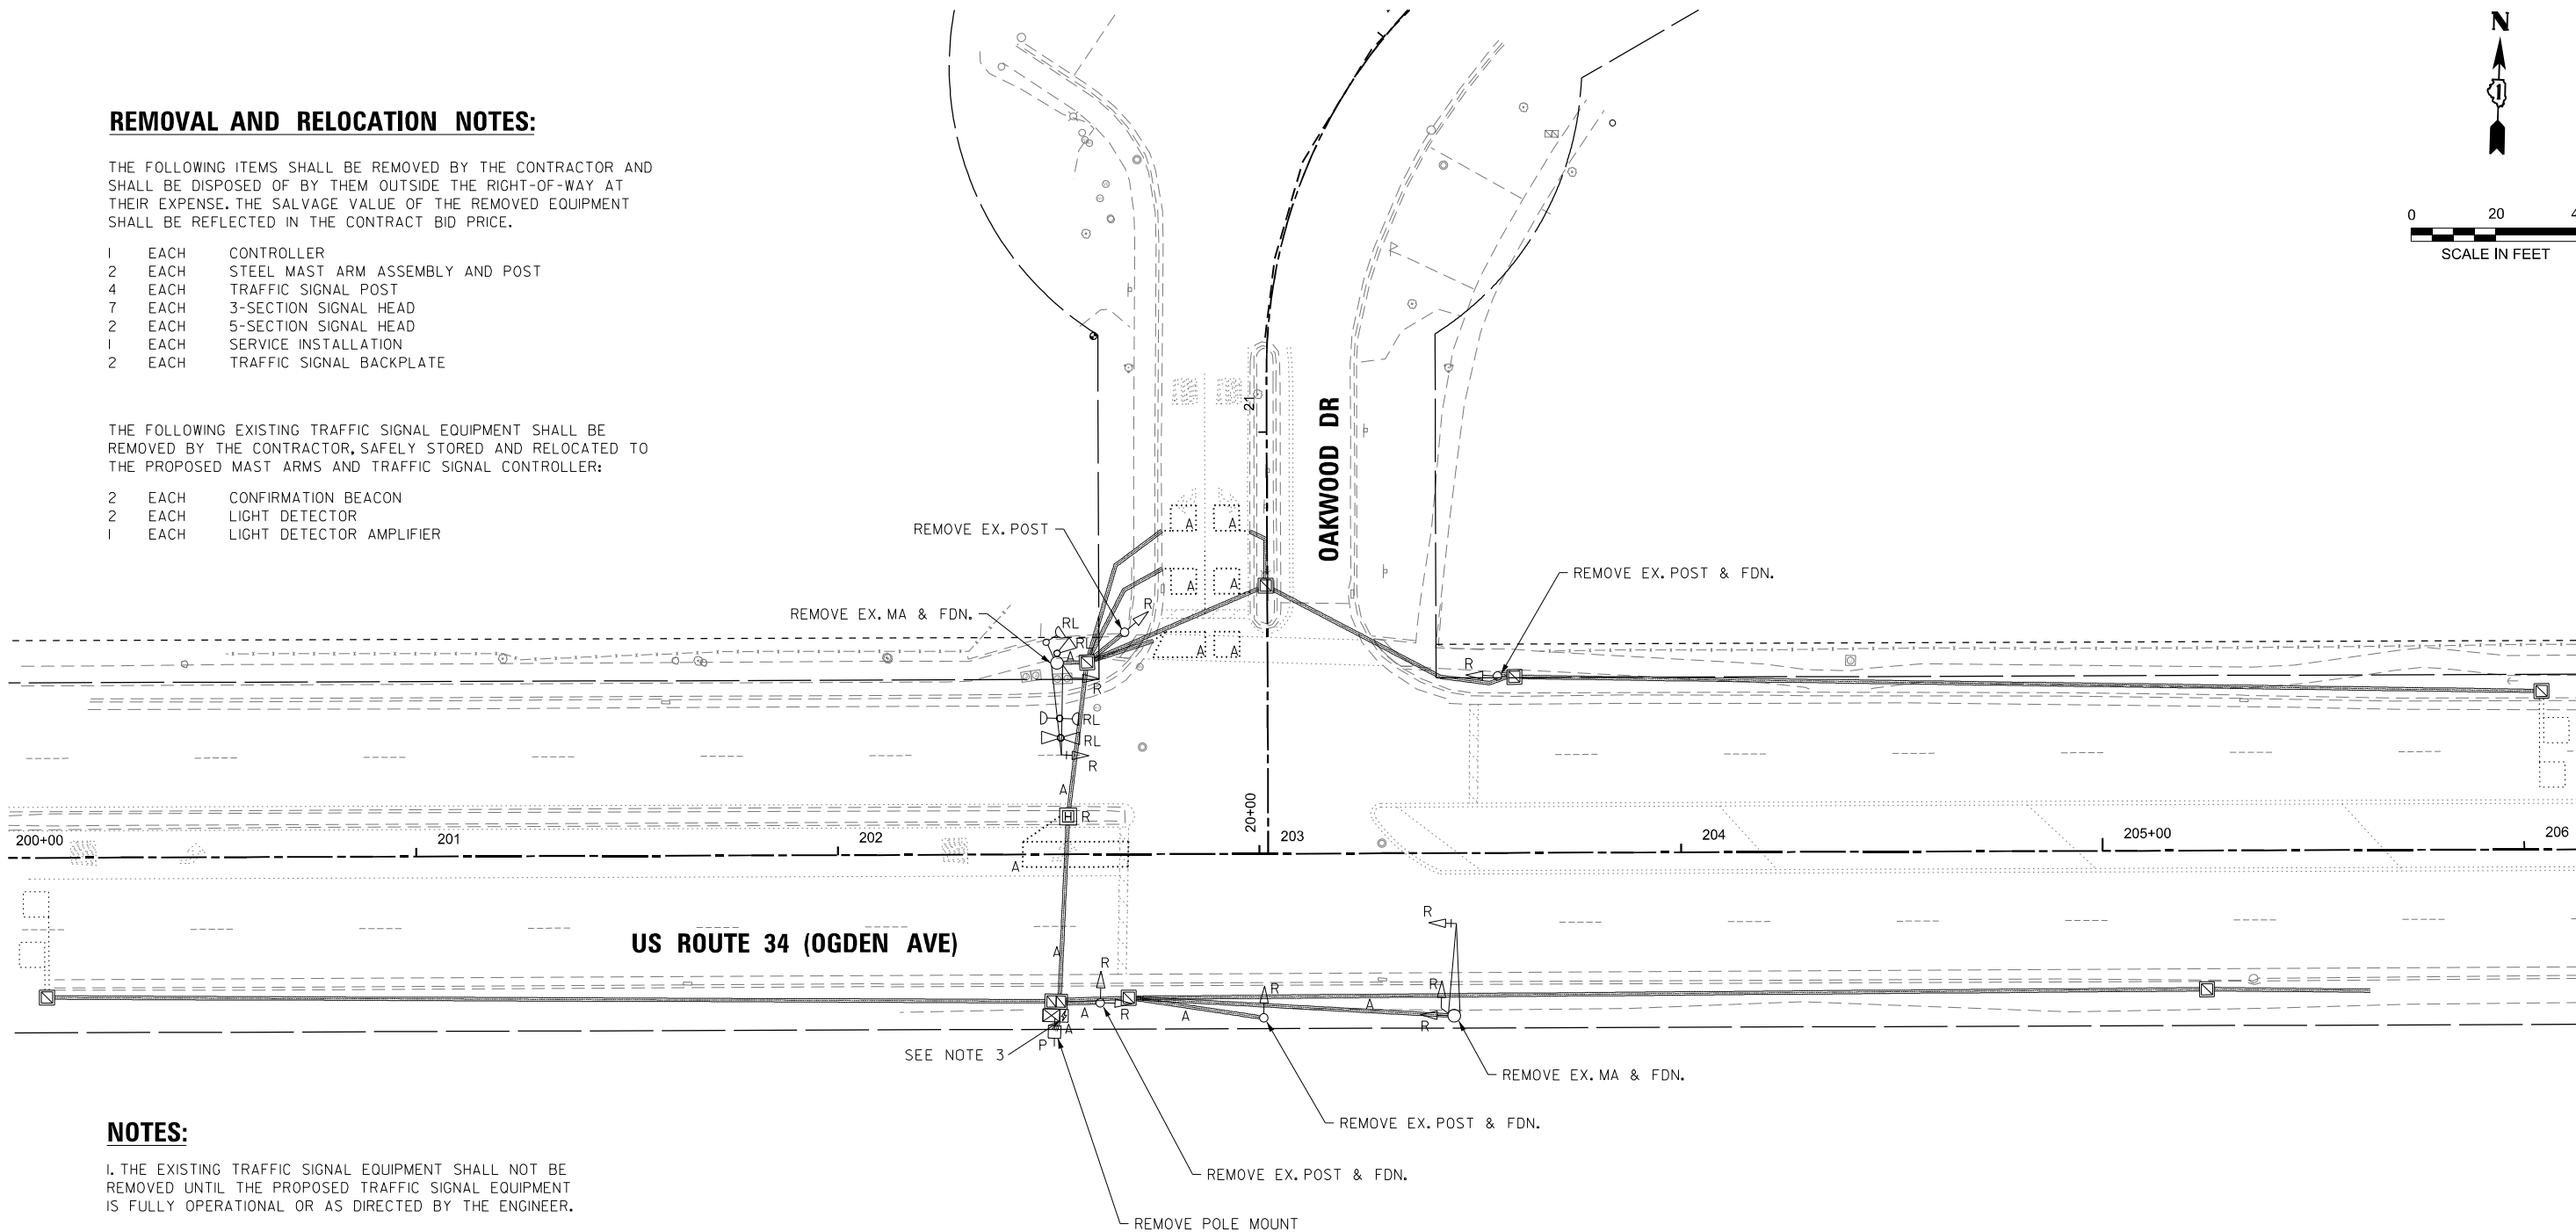 N
0 20 4
SCALE IN FEET
REMOVAL AND RELOCATION NOTES:
THE FOLLOWING ITEMS SHALL BE REMOVED BY THE CONTRACTOR AND
SHALL BE DISPOSED OF BY THEM OUTSIDE THE RIGHT-OF-WAY AT
THEIR EXPENSE. THE SALVAGE VALUE OF THE REMOVED EQUIPMENT
SHALL BE REFLECTED IN THE CONTRACT BID PRICE.
1 EACH CONTROLLER
2 EACH STEEL MAST ARM ASSEMBLY AND POST
4 EACH TRAFFIC SIGNAL POST
7 EACH 3-SECTION SIGNAL HEAD
2 EACH 5-SECTION SIGNAL HEAD
1 EACH SERVICE INSTALLATION
2 EACH TRAFFIC SIGNAL BACKPLATE
THE FOLLOWING EXISTING TRAFFIC SIGNAL EQUIPMENT SHALL BE
REMOVED BY THE CONTRACTOR, SAFELY STORED AND RELOCATED TO
THE PROPOSED MAST ARMS AND TRAFFIC SIGNAL CONTROLLER:
2 EACH CONFIRMATION BEACON
2 EACH LIGHT DETECTOR
1 EACH LIGHT DETECTOR AMPLIFIER
21
OAKWOOD DR
REMOVE EX. POST
A A
REMOVE EX. POST & FDN.
A A
REMOVE EX. MA & FDN.
R
RL
RL
A
A A
R
R
RL
RL
R
A
H R
20+00
200+00 201 202 203 204 205+00 206
A
R
US ROUTE 34 (OGDEN AVE)
A
R R R
A R A A
R
A
P
SEE NOTE 3
REMOVE EX. MA & FDN.
REMOVE EX. POST & FDN.
REMOVE EX. POST & FDN.
REMOVE POLE MOUNT
NOTES:
1. THE EXISTING TRAFFIC SIGNAL EQUIPMENT SHALL NOT BE
REMOVED UNTIL THE PROPOSED TRAFFIC SIGNAL EQUIPMENT
IS FULLY OPERATIONAL OR AS DIRECTED BY THE ENGINEER.